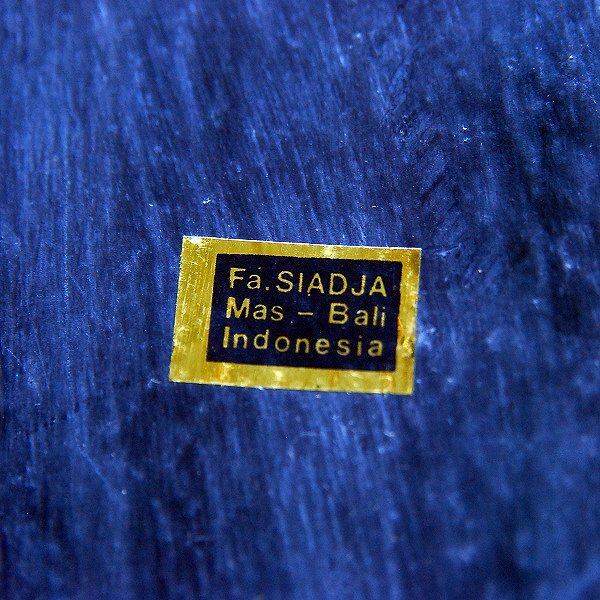 Fa. SIADJA
Mas - Bali
Indonesia